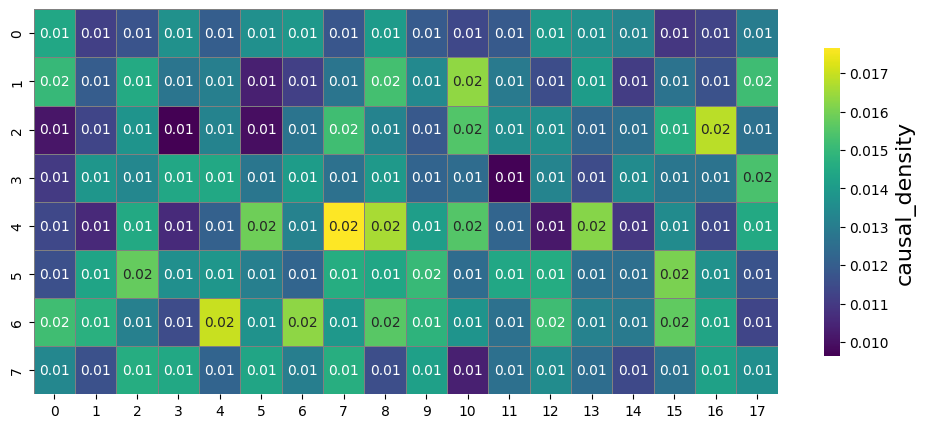 0 0.01 0.01 0.01 0.01 0.01 0.01 0.01 0.01 0.01 0.01 0.01 0.01 0.01 0.01 0.01 0.01 0.01 0.01
1 0.02 0.01 0.01 0.01 0.01 0.01 0.01 0.01 0.02 0.01 0.02 0.01 0.01 0.01 0.01 0.01 0.01 0.02
2 0.01 0.01 0.01 0.01 0.01 0.01 0.01 0.02 0.01 0.01 0.02 0.01 0.01 0.01 0.01 0.01 0.02 0.01
3 0.01 0.01 0.01 0.01 0.01 0.01 0.01 0.01 0.01 0.01 0.01 0.01 0.01 0.01 0.01 0.01 0.01 0.02
4 0.01 0.01 0.01 0.01 0.01 0.02 0.01 0.02 0.02 0.01 0.02 0.01 0.01 0.02 0.01 0.01 0.01 0.01
5 0.01 0.01 0.02 0.01 0.01 0.01 0.01 0.01 0.01 0.02 0.01 0.01 0.01 0.01 0.01 0.02 0.01 0.01
6 0.02 0.01 0.01 0.01 0.02 0.01 0.02 0.01 0.02 0.01 0.01 0.01 0.02 0.01 0.01 0.02 0.01 0.01
7 0.01 0.01 0.01 0.01 0.01 0.01 0.01 0.01 0.01 0.01 0.01 0.01 0.01 0.01 0.01 0.01 0.01 0.01
0 1 2 3 4 5 6 7 8 9 10 11 12 13 14 15 16 17
0.017
0.016
0.015
0.014
0.013
0.012
0.011
0.010
causal_density